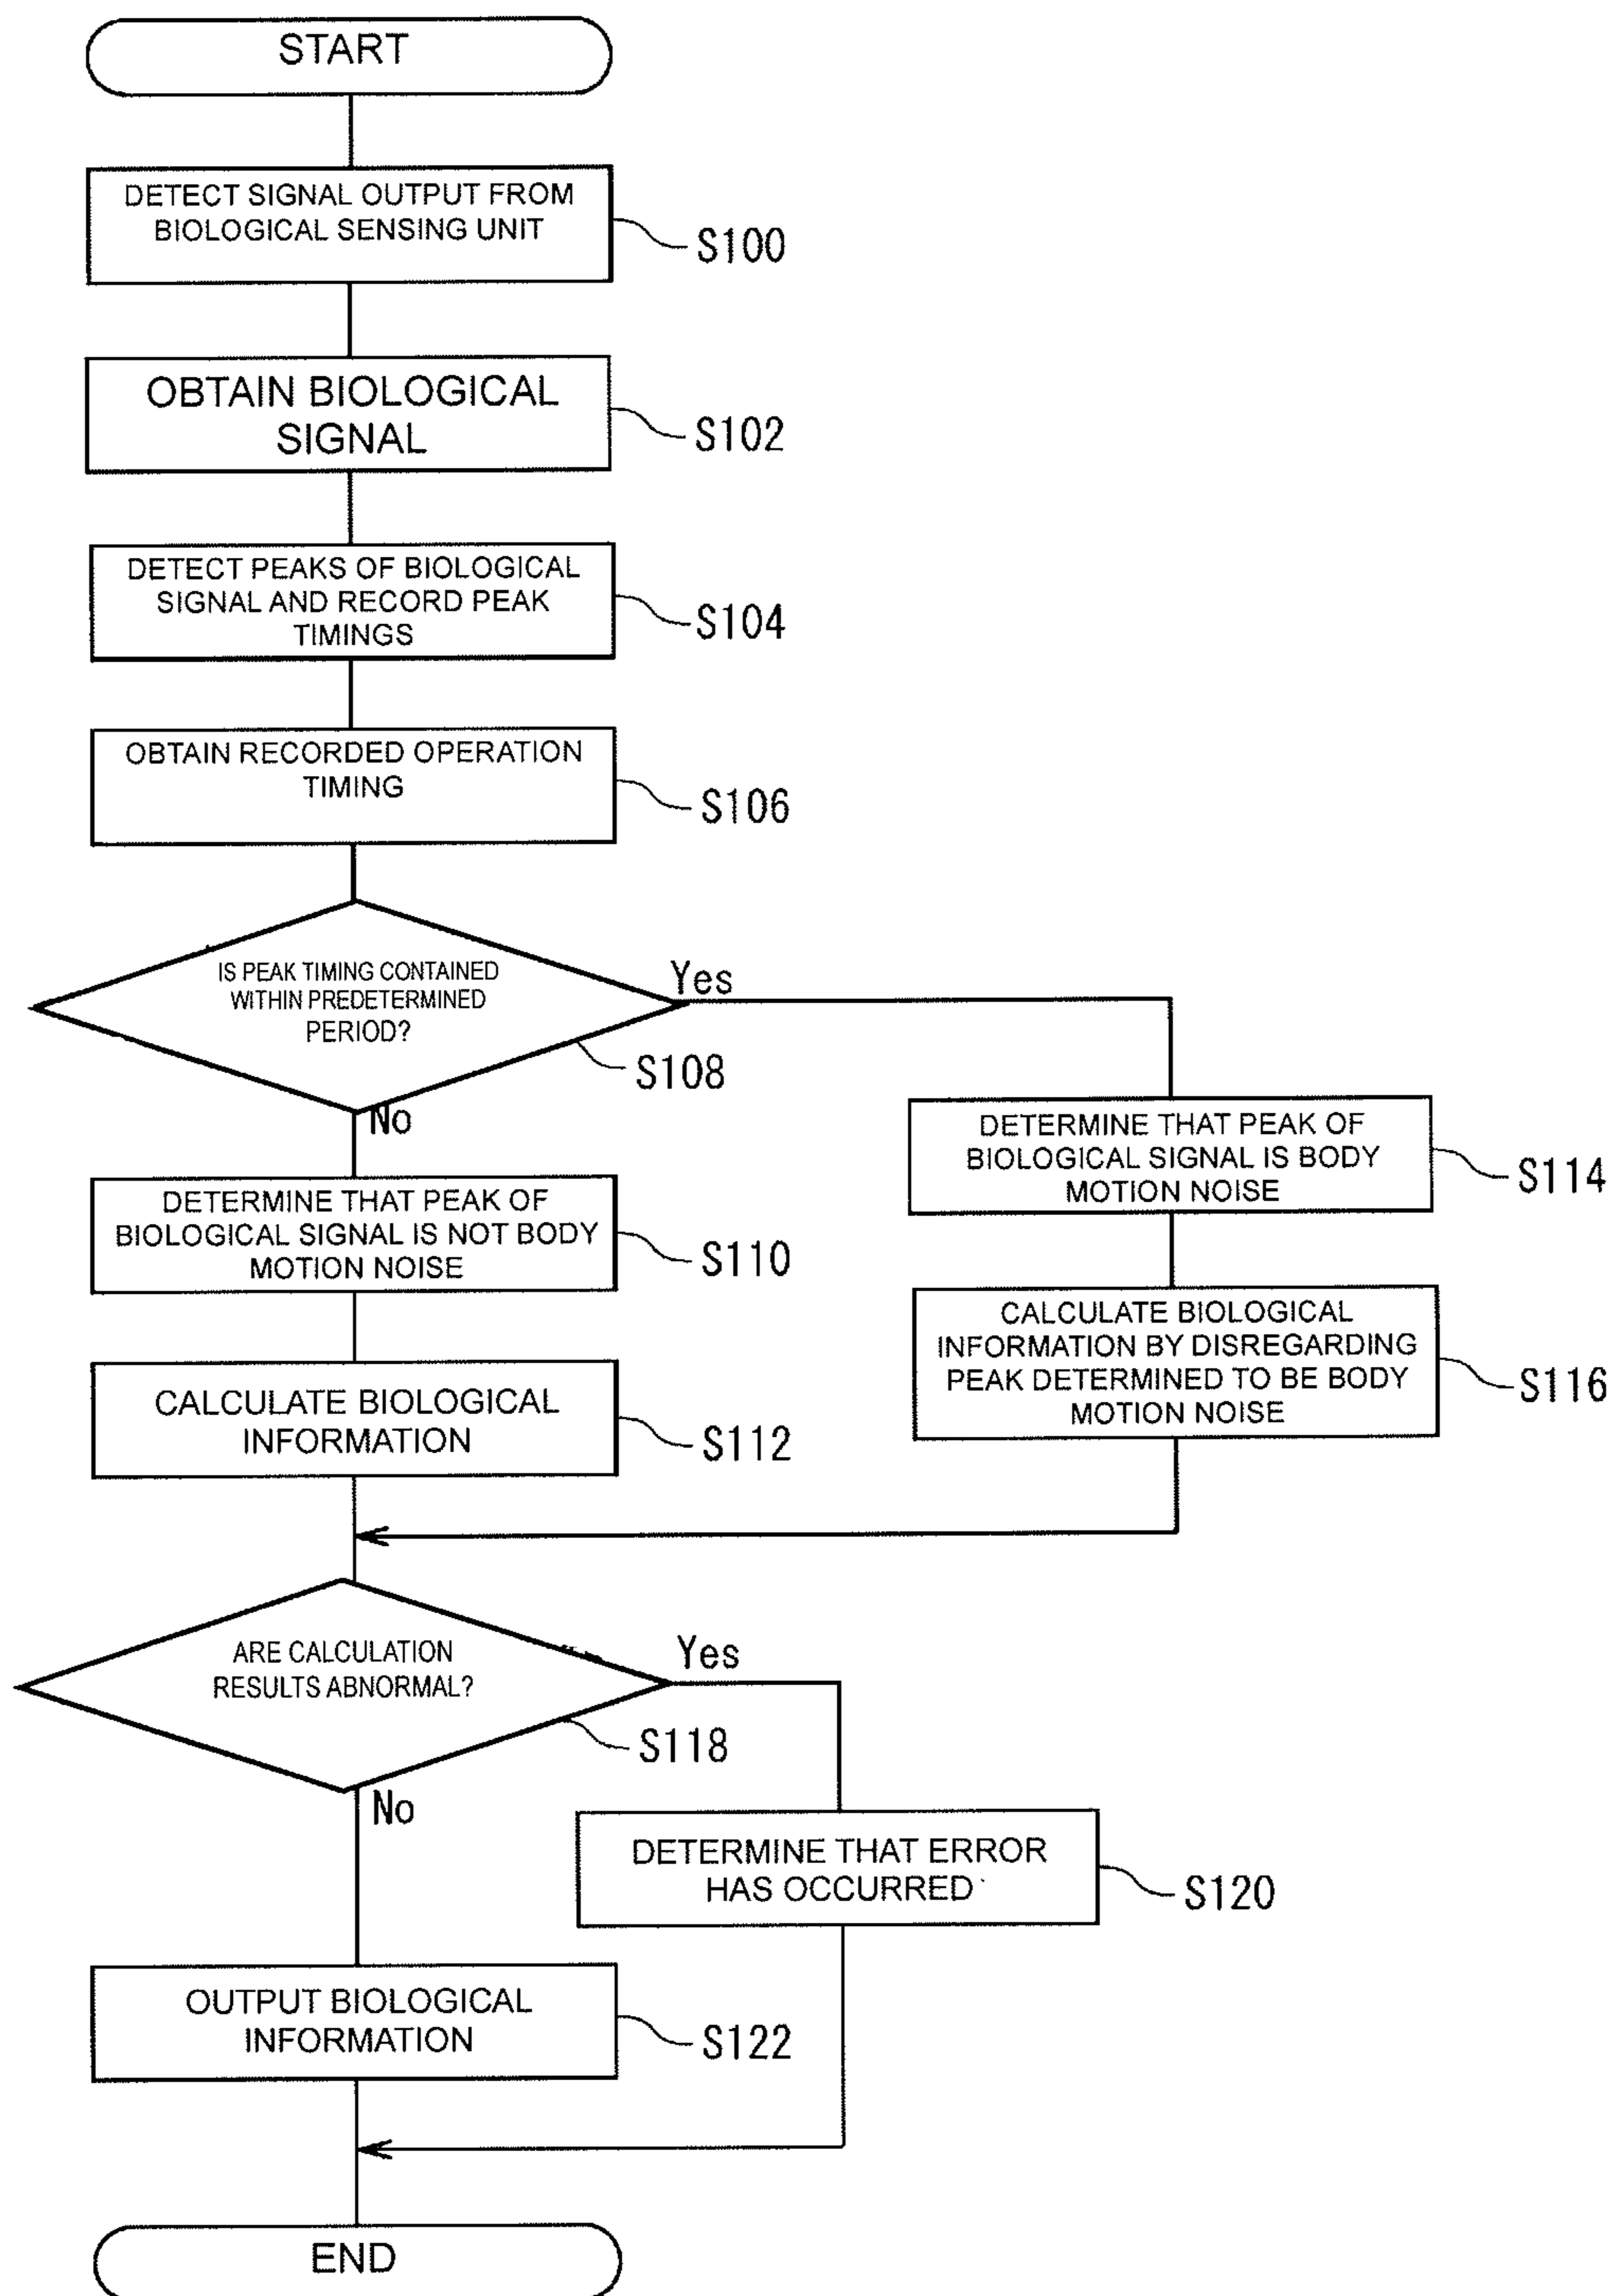 START
DETECT SIGNAL OUTPUT FROM
BIOLOGICAL SENSING UNIT
S100
OBTAIN BIOLOGICAL
SIGNAL
S102
DETECT PEAKS OF BIOLOGICAL
SIGNAL AND RECORD PEAK
TIMINGS
S104
OBTAIN RECORDED OPERATION
TIMING
S106
IS PEAK TIMING CONTAINED
WITHIN PREDETERMINED
PERIOD?
Yes
S108
No
DETERMINE THAT PEAK OF
BIOLOGICAL SIGNAL IS BODY
MOTION NOISE
S114
DETERMINE THAT PEAK OF
BIOLOGICAL SIGNAL IS NOT BODY
MOTION NOISE
S110
CALCULATE BIOLOGICAL
INFORMATION BY DISREGARDING
PEAK DETERMINED TO BE BODY
MOTION NOISE
S116
CALCULATE BIOLOGICAL
INFORMATION
S112
ARE CALCULATION
RESULTS ABNORMAL?
Yes
S118
No
DETERMINE THAT ERROR
HAS OCCURRED
S120
OUTPUT BIOLOGICAL
INFORMATION
S122
END